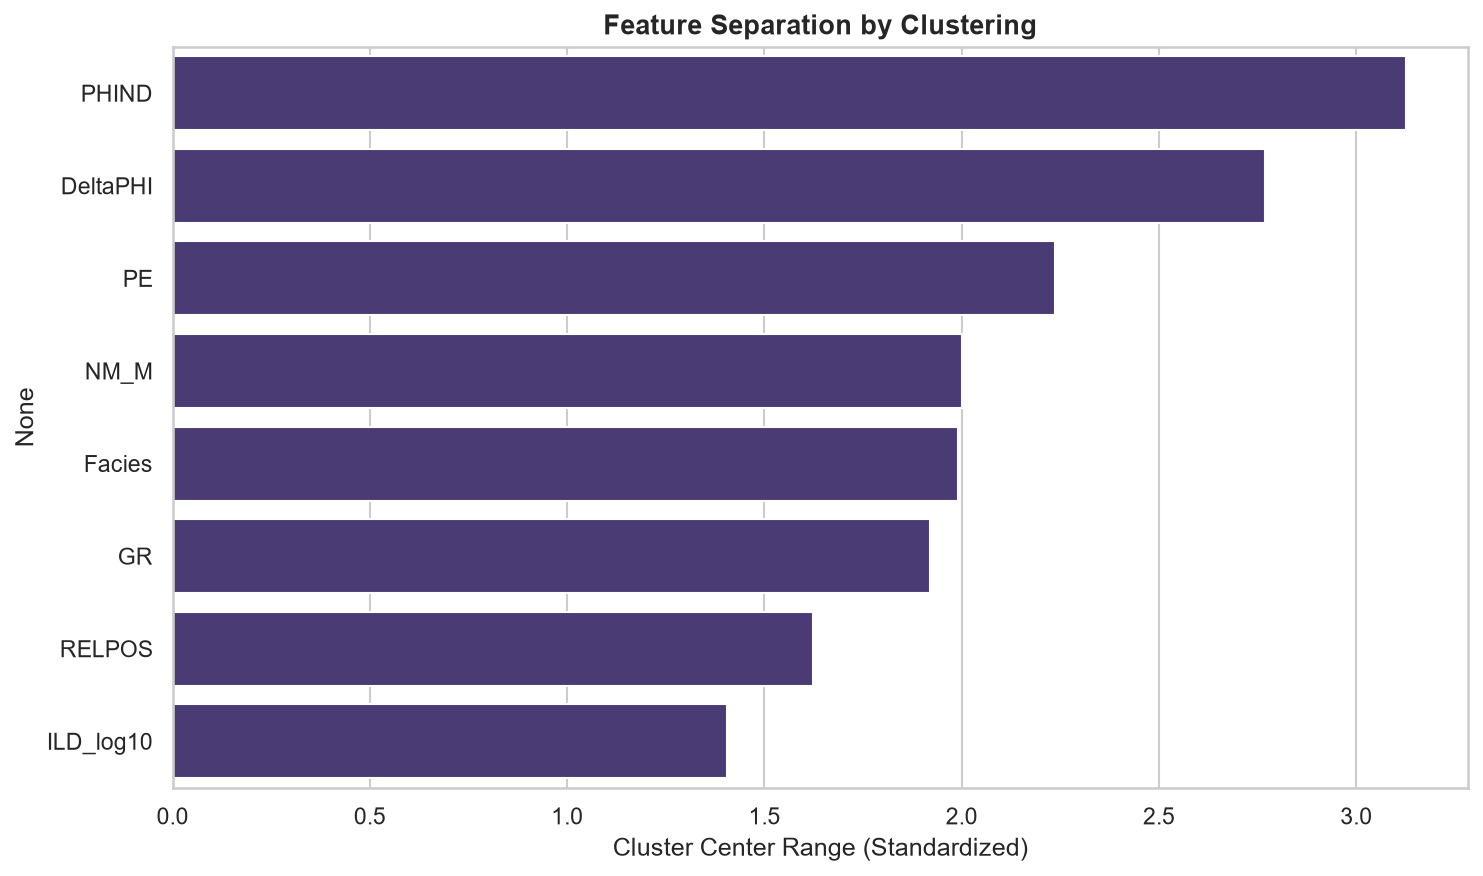 Feature Separation by Clustering
None
PHIND
DeltaPHI
PE
NM_M
Facies
GR
RELPOS
ILD_log10
0.0 0.5 1.0 1.5 2.0 2.5 3.0
Cluster Center Range (Standardized)